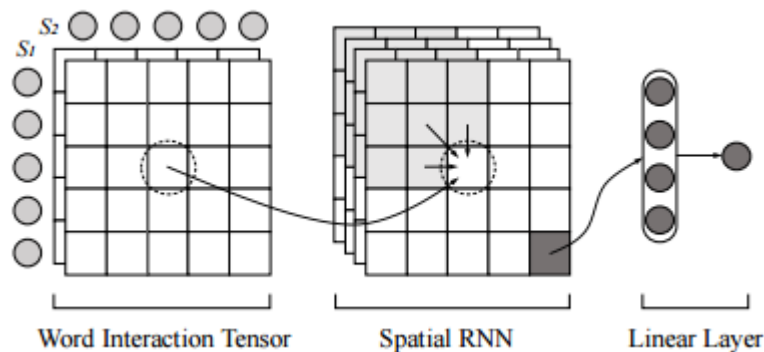 S2
S1
Word Interaction Tensor
Spatial RNN
Linear Layer